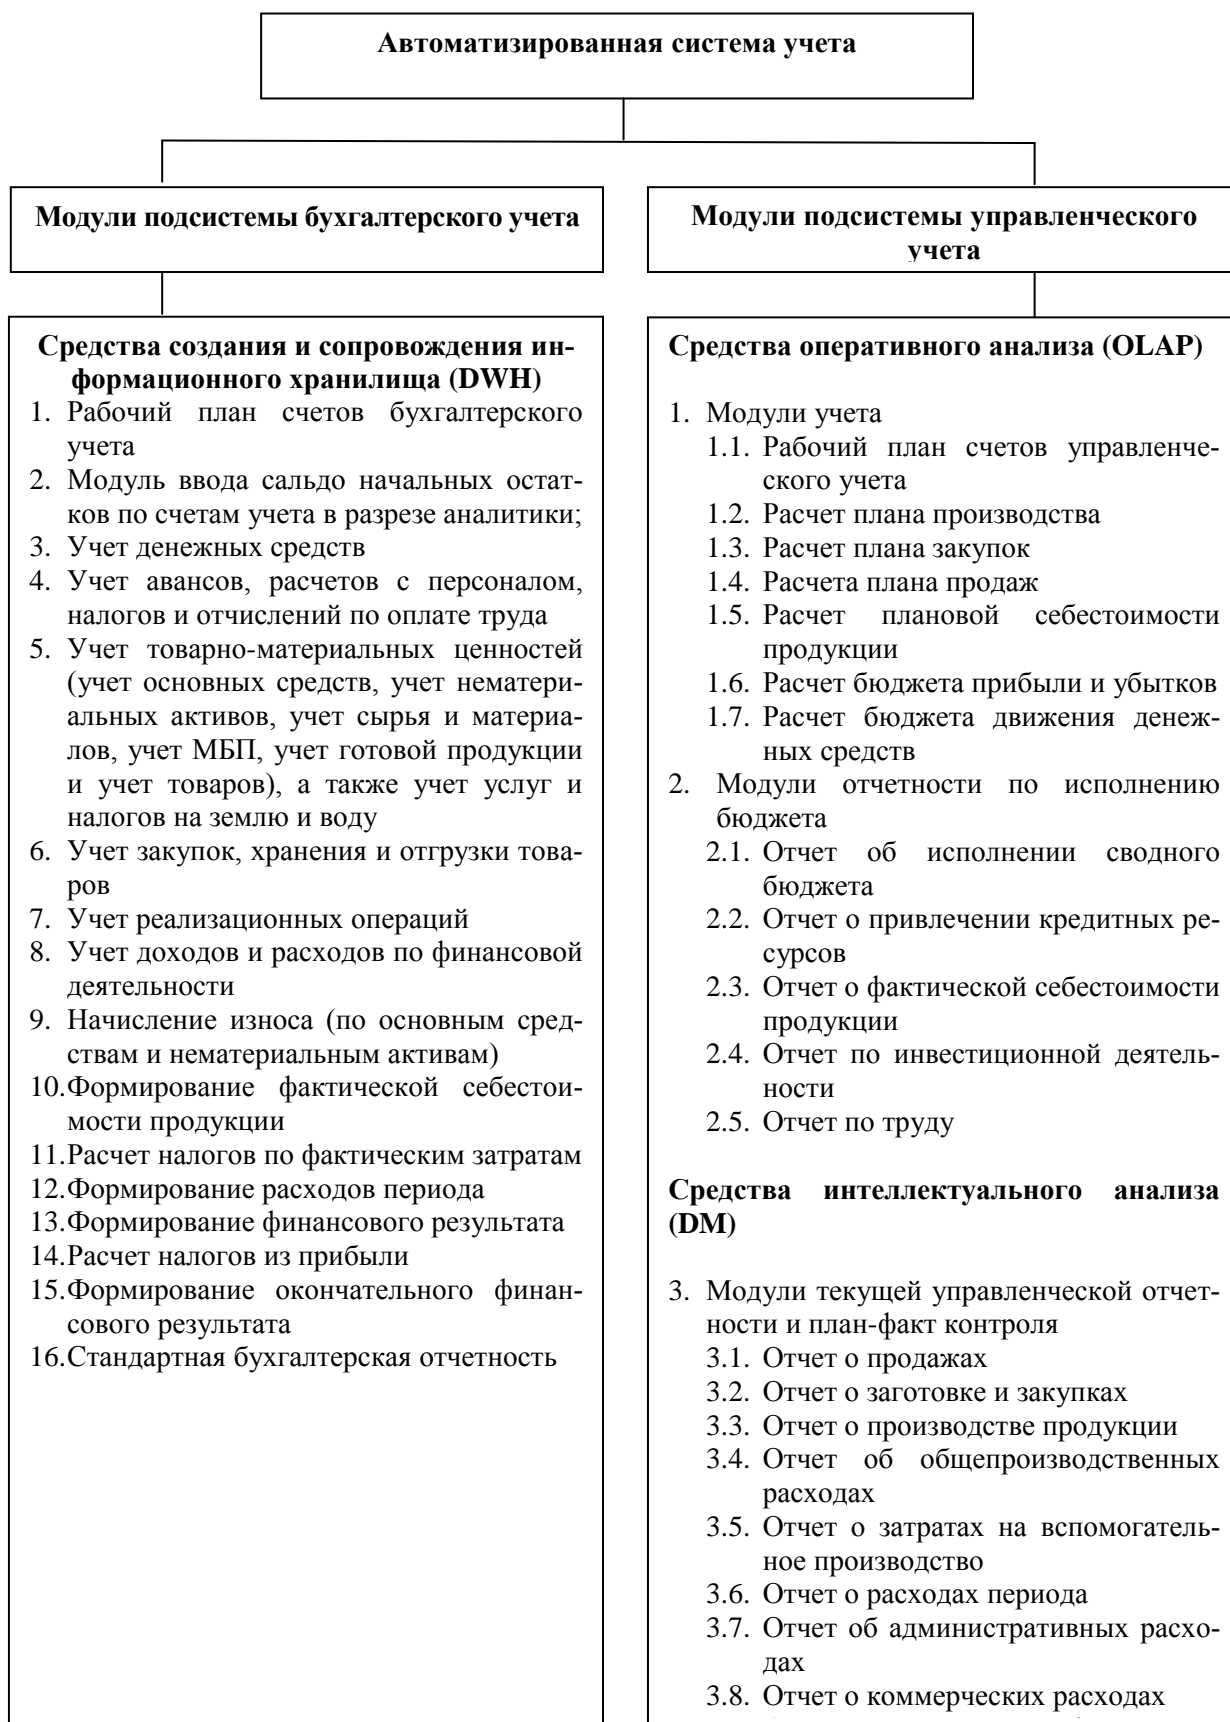 Автоматизированная система учета
Модули подсистемы бухгалтерского учета
Модули подсистемы управленческого
учета
Средства создания и сопровождения ин-
формационного хранилища (DWH)
1. Рабочий план счетов бухгалтерского
учета
2. Модуль ввода сальдо начальных остат-
ков по счетам учета в разрезе аналитики;
3. Учет денежных средств
4. Учет авансов, расчетов с персоналом,
налогов и отчислений по оплате труда
5. Учет товарно-материальных ценностей
(учет основных средств, учет нематери-
альных активов, учет сырья и материа-
лов, учет МБП, учет готовой продукции
и учет товаров), а также учет услуг и
налогов на землю и воду
6. Учет закупок, хранения и отгрузки това-
ров
7. Учет реализационных операций
8. Учет доходов и расходов по финансовой
деятельности
9. Начисление износа (по основным сред-
ствам и нематериальным активам)
10.Формирование фактической себестои-
мости продукции
11.Расчет налогов по фактическим затратам
12.Формирование расходов периода
13.Формирование финансового результата
14.Расчет налогов из прибыли
15.Формирование окончательного финан-
сового результата
16.Стандартная бухгалтерская отчетность
Средства оперативного анализа (OLAP)
1. Модули учета
1.1. Рабочий план счетов управленче-
ского учета
1.2. Расчет плана производства
1.3. Расчет плана закупок
1.4. Расчета плана продаж
1.5. Расчет плановой себестоимости
продукции
1.6. Расчет бюджета прибыли и убытков
1.7. Расчет бюджета движения денеж-
ных средств
2. Модули отчетности по исполнению
бюджета
2.1. Отчет об исполнении сводного
бюджета
2.2. Отчет о привлечении кредитных ре-
сурсов
2.3. Отчет о фактической себестоимости
продукции
2.4. Отчет по инвестиционной деятель-
ности
2.5. Отчет по труду
Средства интеллектуального анализа
(DM)
3. Модули текущей управленческой отчет-
ности и план-факт контроля
3.1. Отчет о продажах
3.2. Отчет о заготовке и закупках
3.3. Отчет о производстве продукции
3.4. Отчет об общепроизводственных
расходах
3.5. Отчет о затратах на вспомогатель-
ное производство
3.6. Отчет о расходах периода
3.7. Отчет об административных расхо-
дах
3.8. Отчет о коммерческих расходах